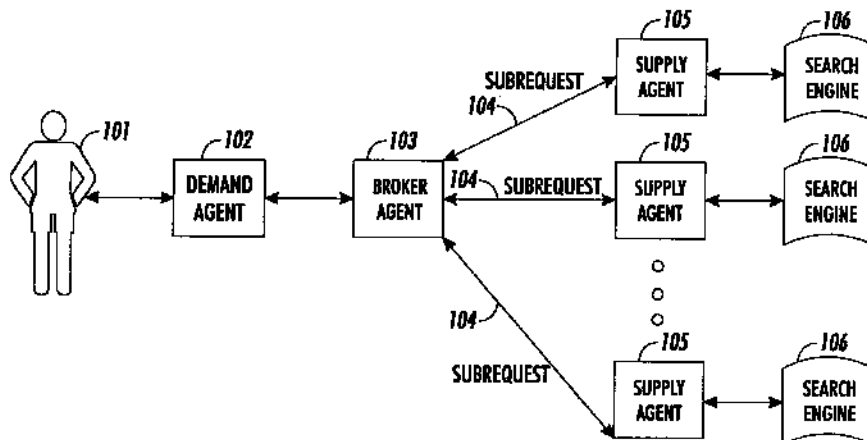 105
106
SUPPLY
AGENT
SEARCH
ENGINE
SUBREQUEST
104
101
102
DEMAND
AGENT
103
BROKER
AGENT
104
SUBREQUEST
105
SUPPLY
AGENT
106
SEARCH
ENGINE
104
SUBREQUEST
105
SUPPLY
AGENT
106
SEARCH
ENGINE